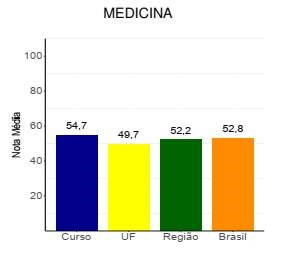 MEDICINA
Nota Média
100
80
60
40
20
54,7
49,7
52,2
52,8
Curso
UF
Região
Brasil